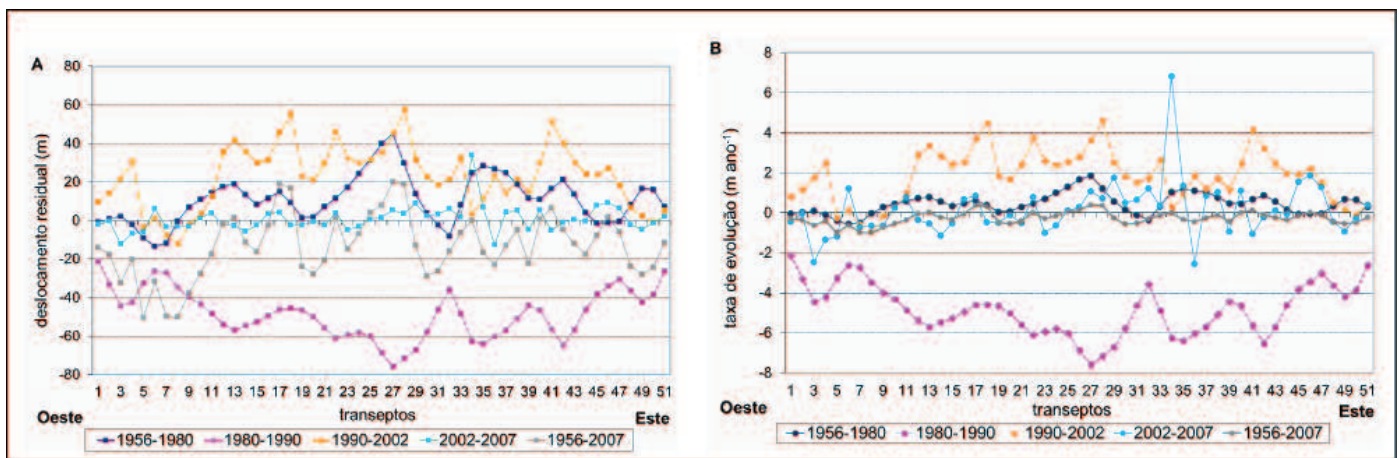 A
deslocamento residual (m)
80
60
40
20
0
-20
-40
-60
-80
1 3 5 7 9 11 13 15 17 19 21 23 25 27 29 31 33 35 37 39 41 43 45 47 49 51
Oeste transeptos Este
1956-1980 1980-1990 1990-2002 2002-2007 1956-2007
B
taxa de evolução (m ano-1)
8
6
4
2
0
-2
-4
-6
-8
1 3 5 7 9 11 13 15 17 19 21 23 25 27 29 31 33 35 37 39 41 43 45 47 49 51
Oeste transeptos Este
1956-1980 1980-1990 1990-2002 2002-2007 1956-2007